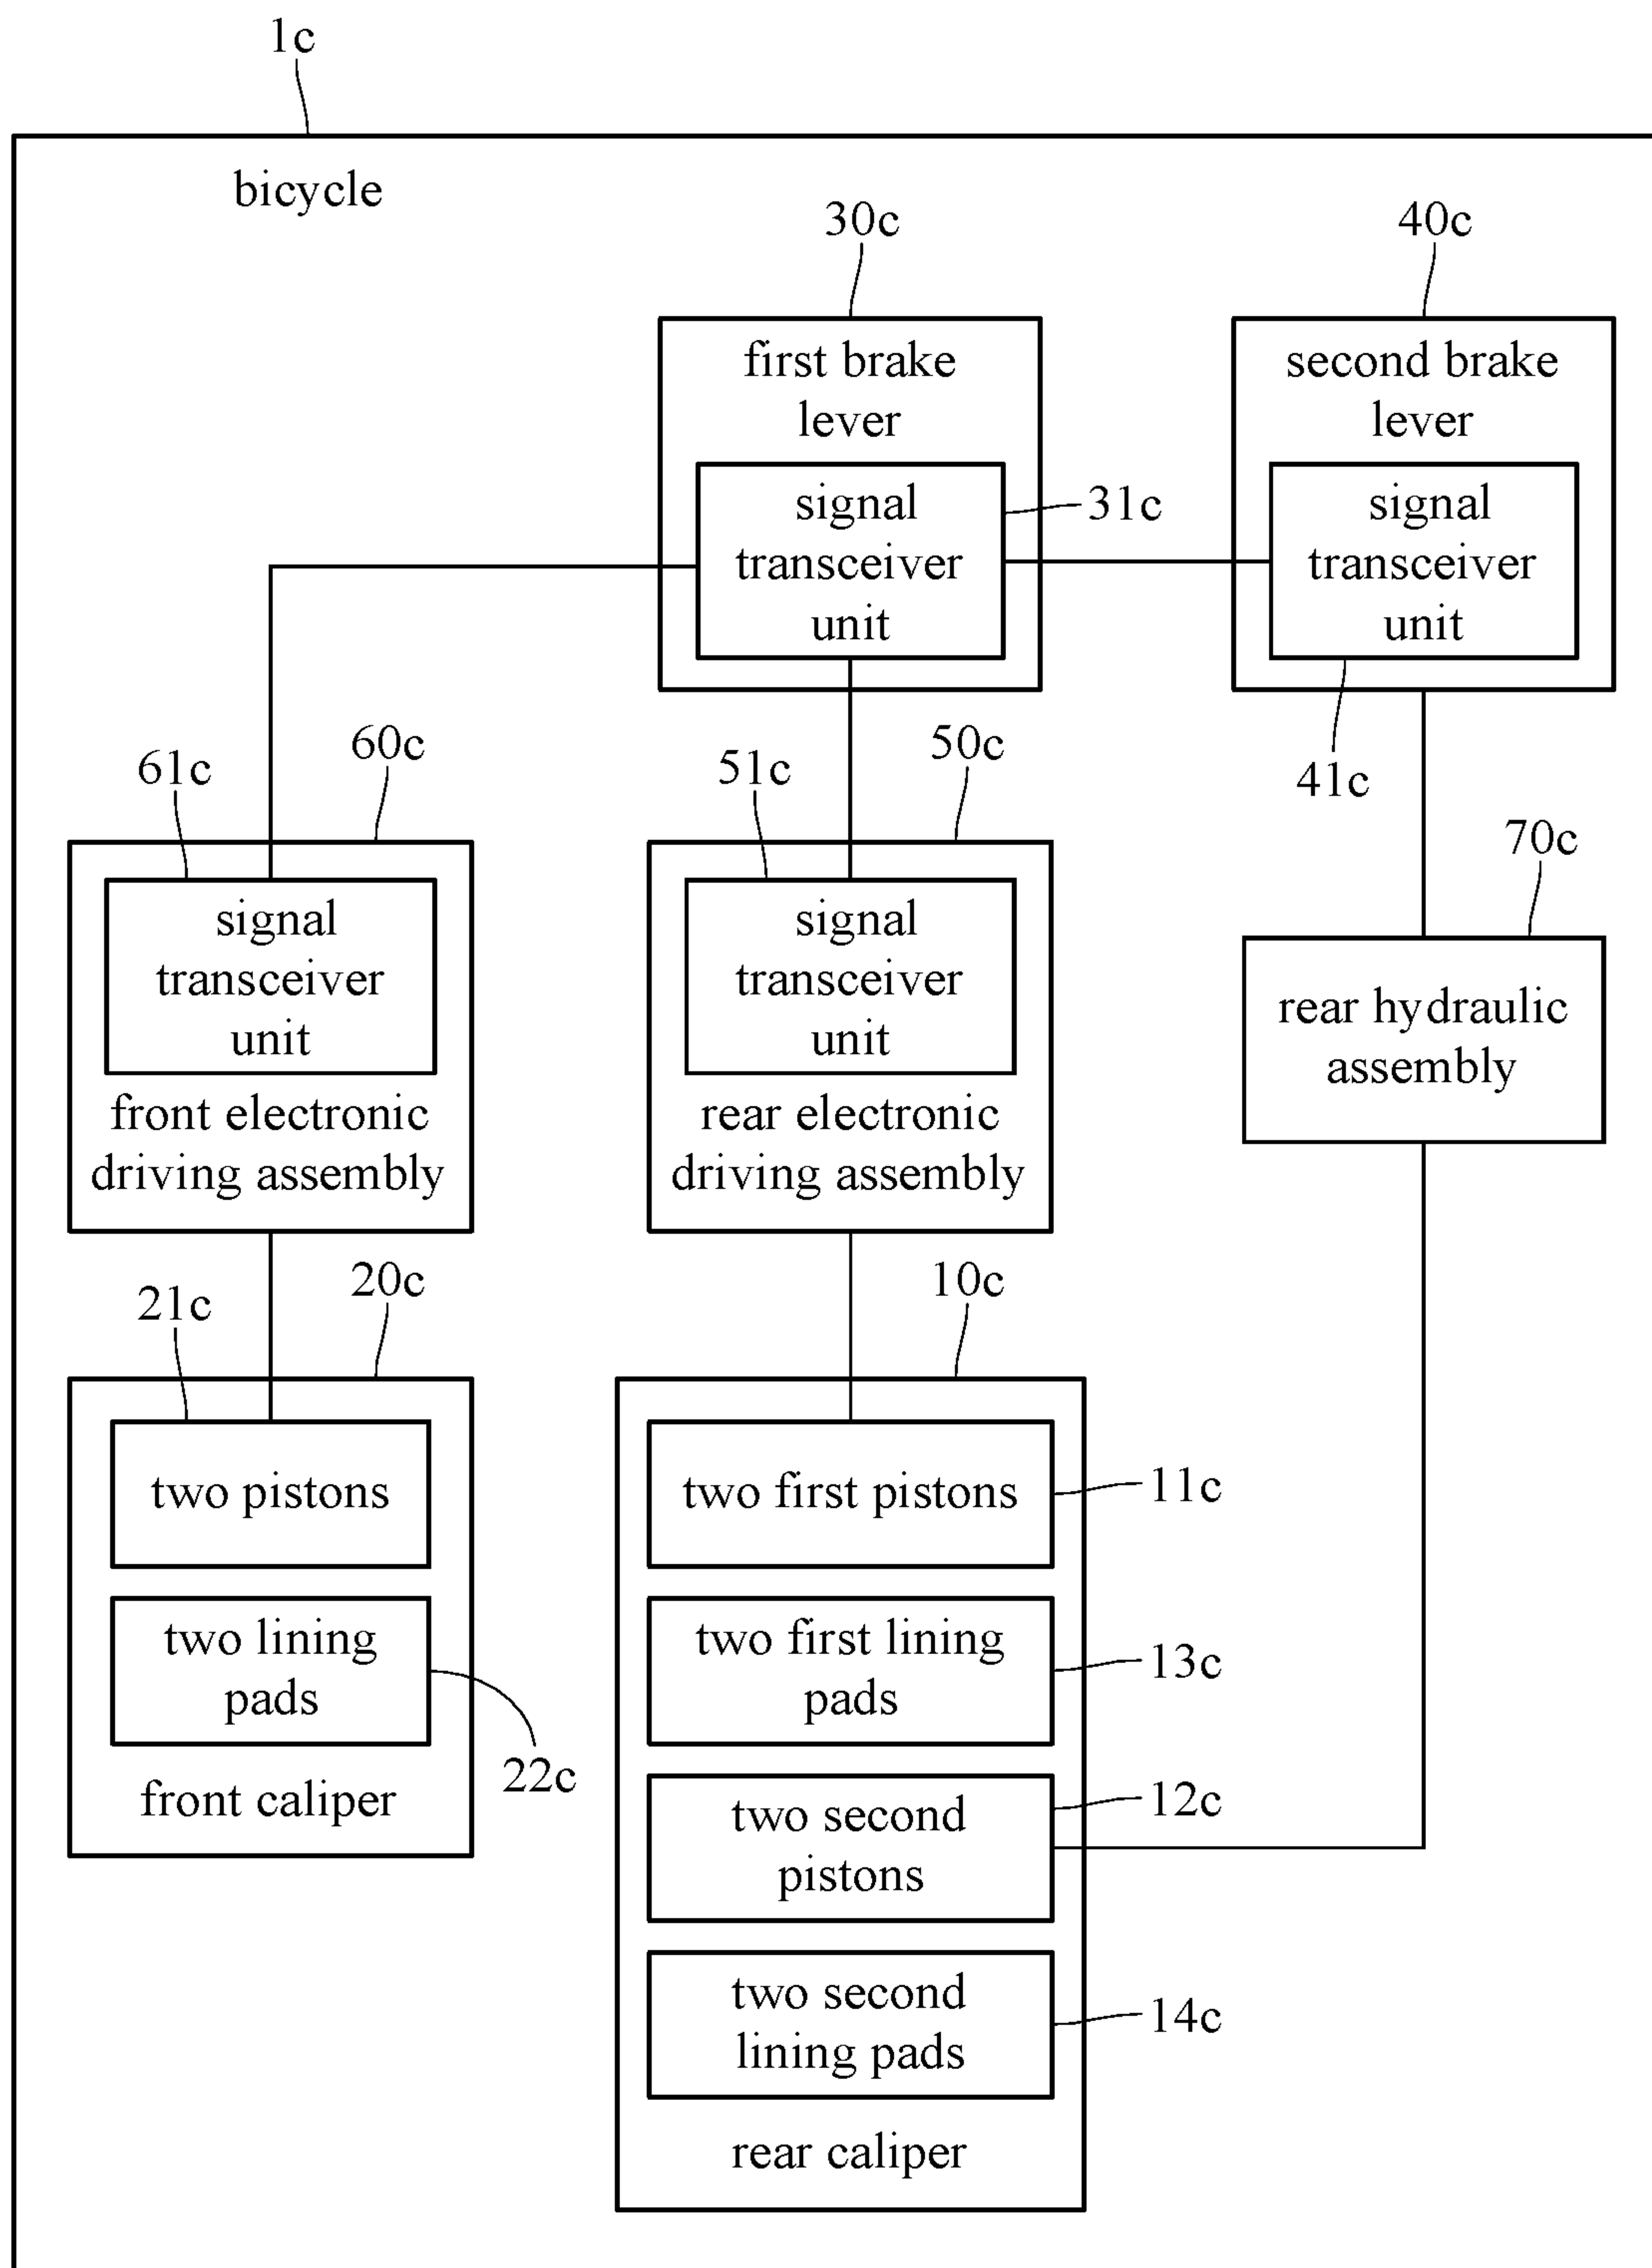 1c
bicycle
30c
40c
first brake
lever
second brake
lever
signal
transceiver
unit
31c
signal
transceiver
unit
41c
61c
60c
51c
50c
70c
signal
transceiver
unit
front electronic
driving assembly
signal
transceiver
unit
rear electronic
driving assembly
rear hydraulic
assembly
21c
20c
10c
two pistons
two lining
pads
22c
front caliper
two first pistons
11c
two first lining
pads
13c
two second
pistons
12c
two second
lining pads
14c
rear caliper